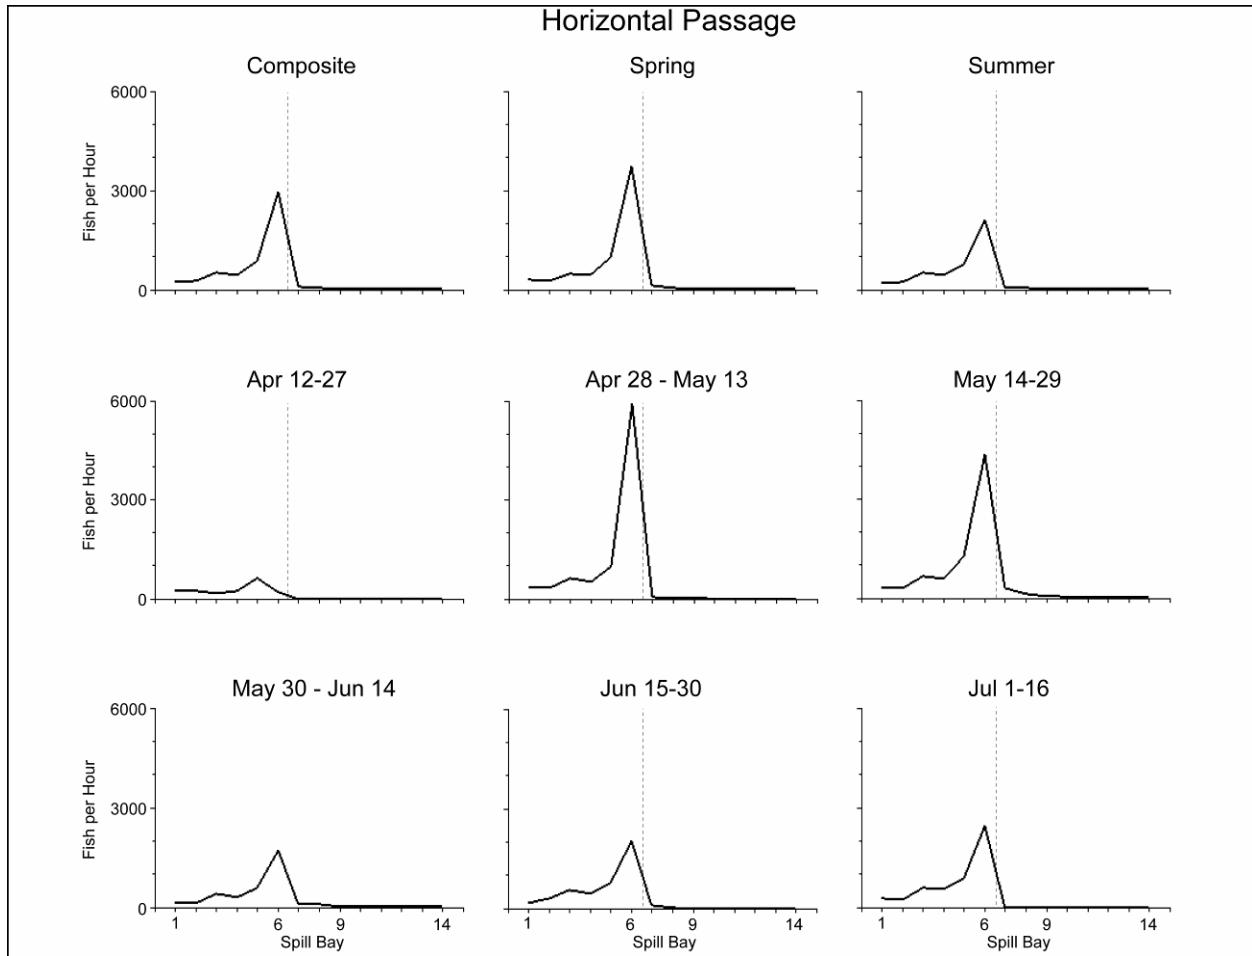 Horizontal Passage
Composite
Spring
Summer
6000
3000
0
Fish per Hour
Apr 12-27
Apr 28 - May 13
May 14-29
6000
3000
0
Fish per Hour
May 30 - Jun 14
Jun 15-30
Jul 1-16
6000
3000
0
Fish per Hour
1 6 9 14
1 6 9 14
1 6 9 14
Spill Bay
Spill Bay
Spill Bay